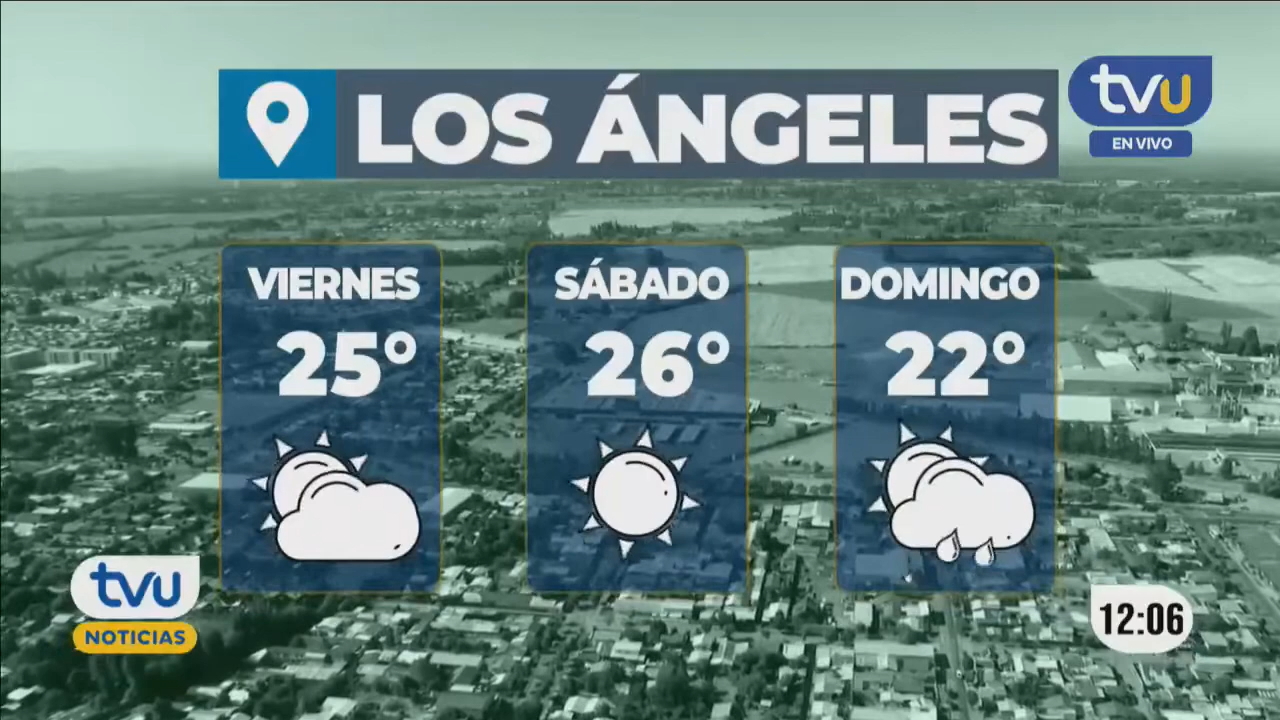 LOS ÁNGELES
tvu
EN VIVO
VIERNES
25°
SÁBADO
26°
DOMINGO
22°
tvu
NOTICIAS
12:06